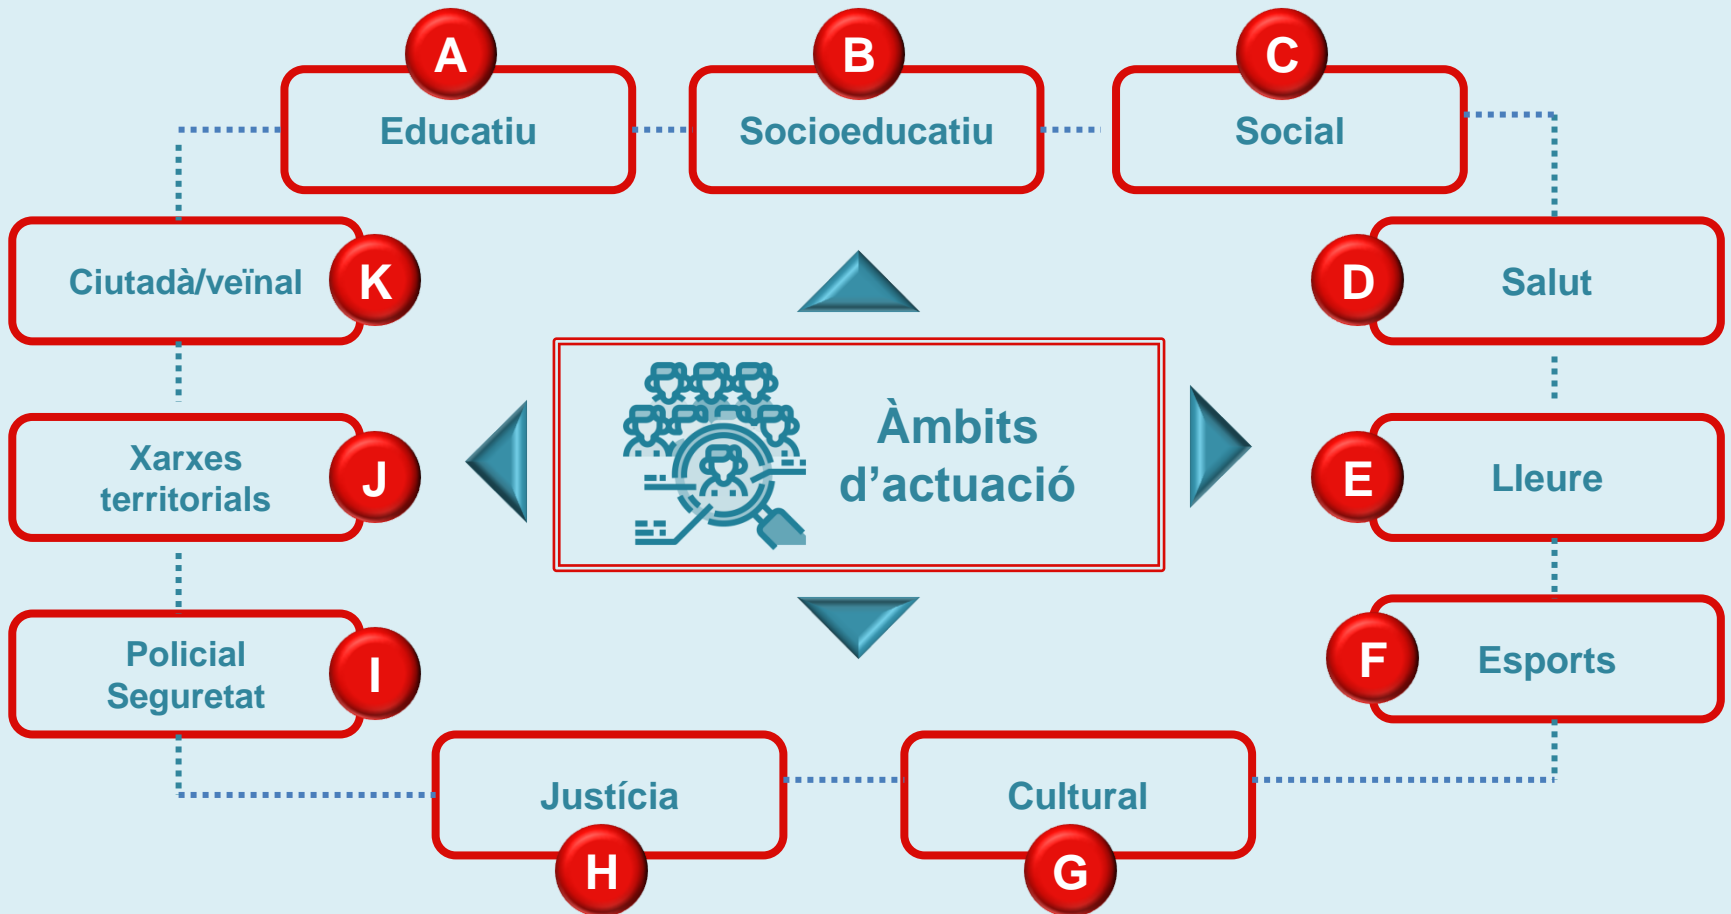 A
Educatiu
B
Socioeducatiu
C
Social
D
Salut
E
Lleure
F
Esports
G
Cultural
H
Justícia
I
Policial
Seguretat
J
Xarxes
territorials
K
Ciutadà/veïnal
Àmbits
d’actuació